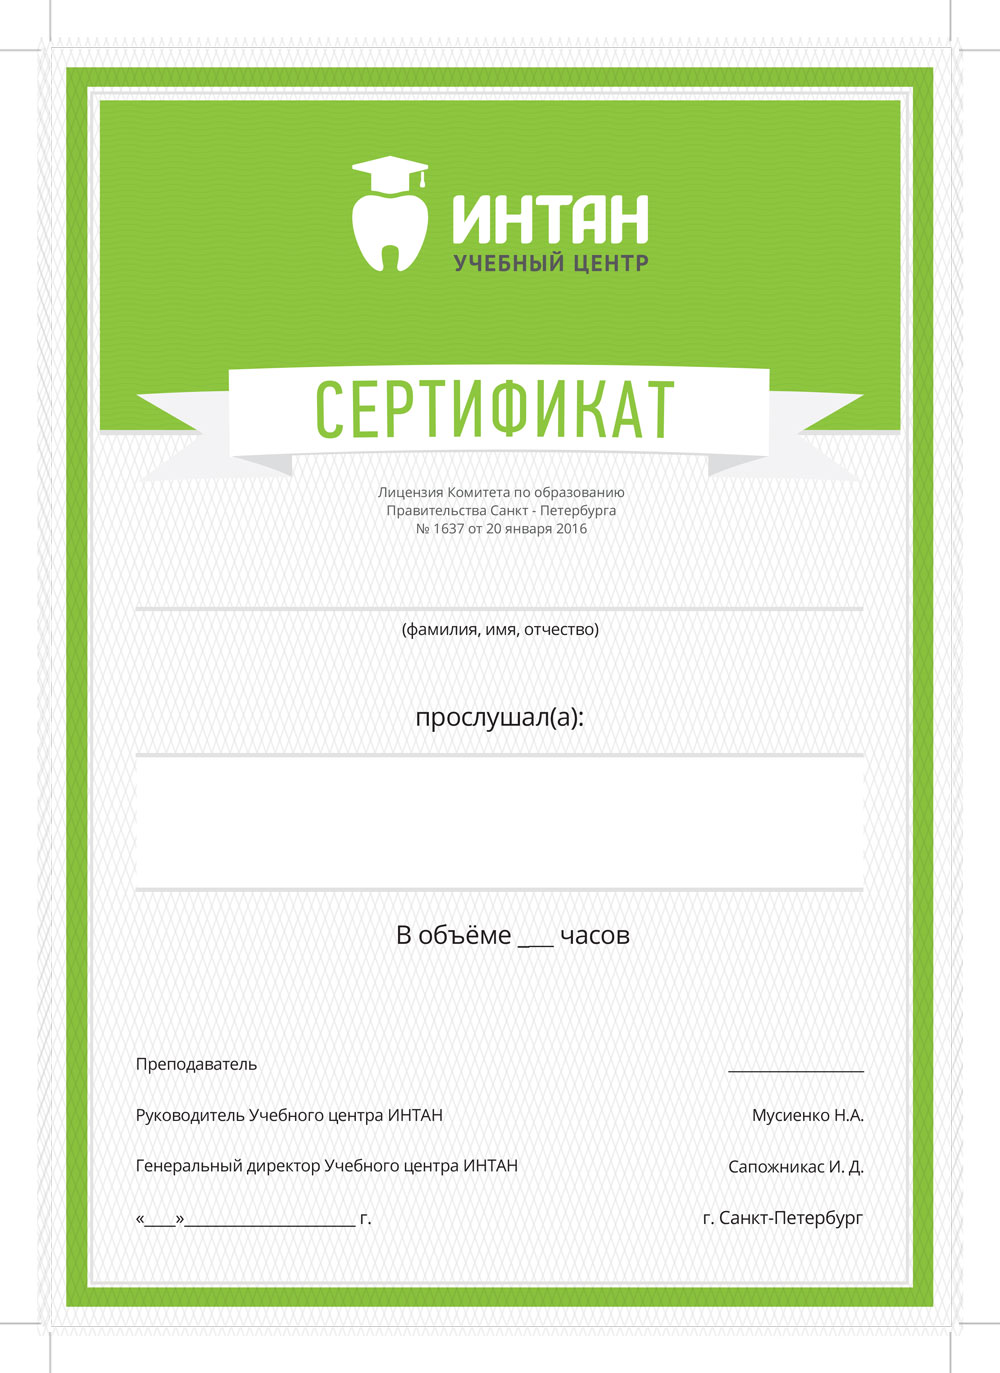 ИНТАН
УЧЕБНЫЙ ЦЕНТР
СЕРТИФИКАТ
Лицензия Комитета по образованию
Правительства Санкт - Петербурга
№ 1637 от 20 января 2016
(фамилия, имя, отчество)
прослушал(а):
В объёме ___ часов
Преподаватель ________________
Руководитель Учебного центра ИНТАН Мусиенко Н.А.
Генеральный директор Учебного центра ИНТАН Сапожникас И. Д.
«____»______________________ г. г. Санкт-Петербург